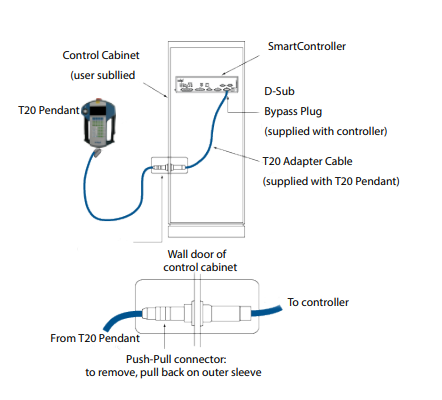 SmartController
Control Cabinet
(user subllied
D-Sub
T20 Pendant
Bypass Plug
(supplied with controller)
T20 Adapter Cable
(supplied with T20 Pendant)
Wall door of
control cabinet
To controller
From T20 Pendant
Push-Pull connector:
to remove, pull back on outer sleeve